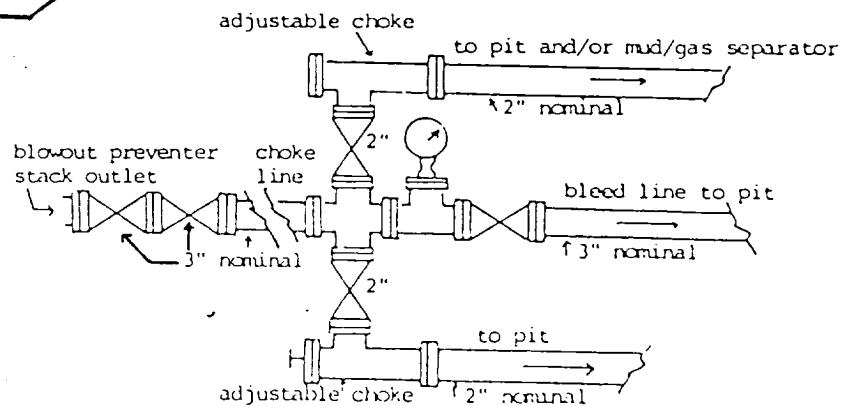 adjustable choke
to pit and/or mud/gas separator
2" nominal
2"
blowout preventer
stack outlet
choke
line
bleed line to pit
3" nominal
3" nominal
2"
to pit
adjustable choke
2" nominal